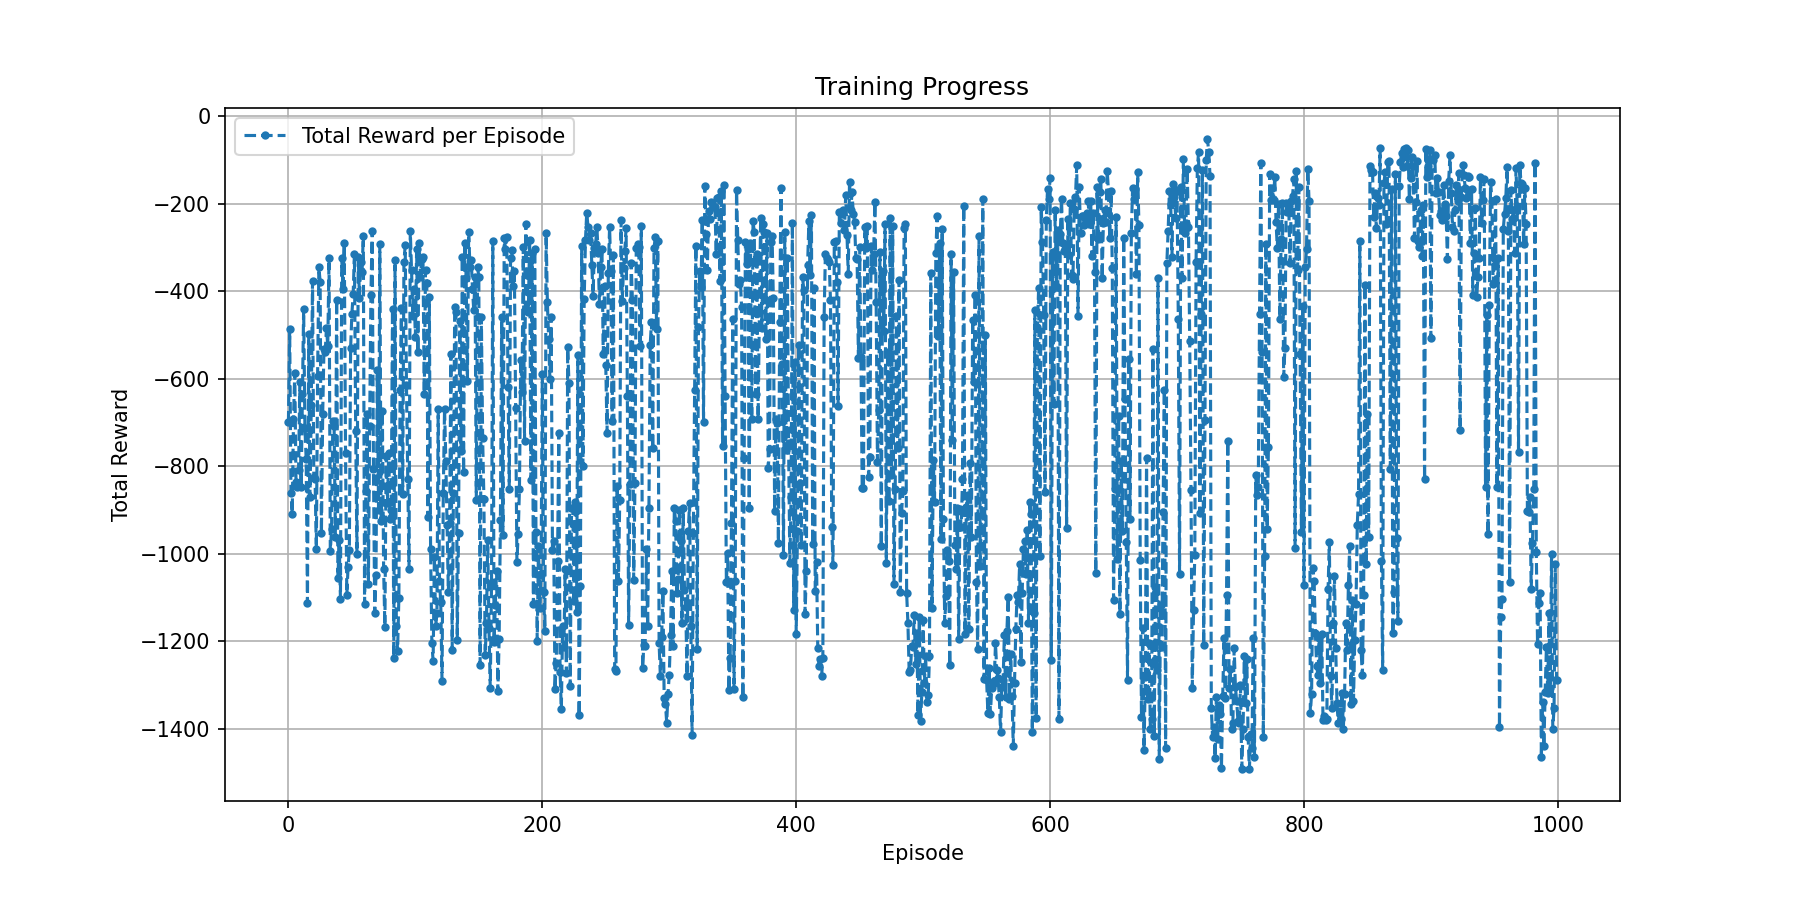 Training Progress
Total Reward per Episode
0
−200
−400
−600
−800
−1000
−1200
−1400
Total Reward
0 200 400 600 800 1000
Episode